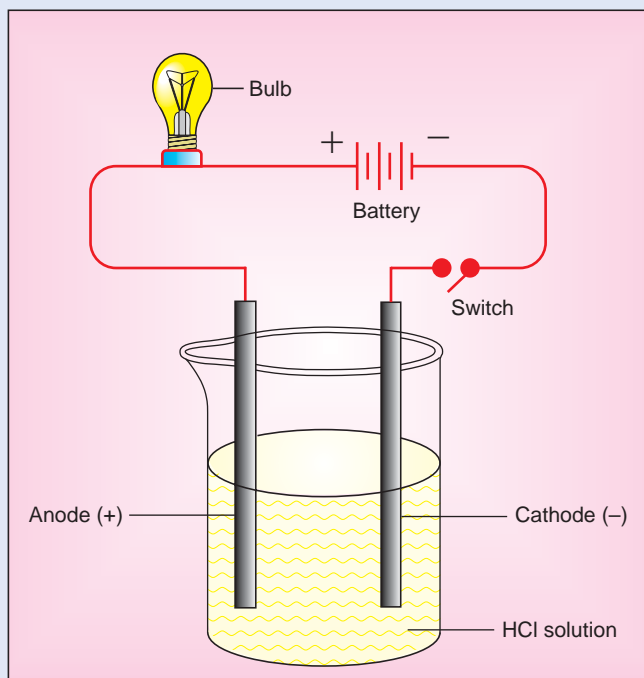 Bulb
+ –
Battery
Switch
Anode (+)
Cathode (–)
HCl solution